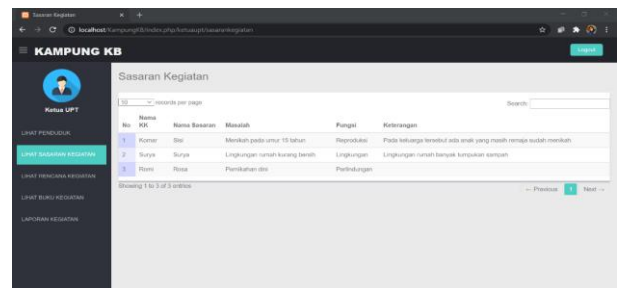 Sasaran Kegiatan
localhost/KampungKB/index.php/ketuaupt/sasarankegiatan
KAMPUNG KB
Logout
Ketua UPT
LIHAT PENDUDUK
LIHAT SASARAN KEGIATAN
LIHAT RENCANA KEGIATAN
LIHAT BUKU KEGIATAN
LAPORAN KEGIATAN
Sasaran Kegiatan
10 records per page
Search:
No Nama KK Nama Sasaran Masalah Fungsi Keterangan
1 Komar Sisi Menikah pada umur 15 tahun Reproduksi Pada keluarga tersebut ada anak yang masih remaja sudah menikah
2 Surya Surya Lingkungan rumah kurang bersih Lingkungan Lingkungan rumah banyak tumpukan sampah
3 Romi Rosa Pernikahan dini Perlindungan
Showing 1 to 3 of 3 entries
← Previous 1 Next →